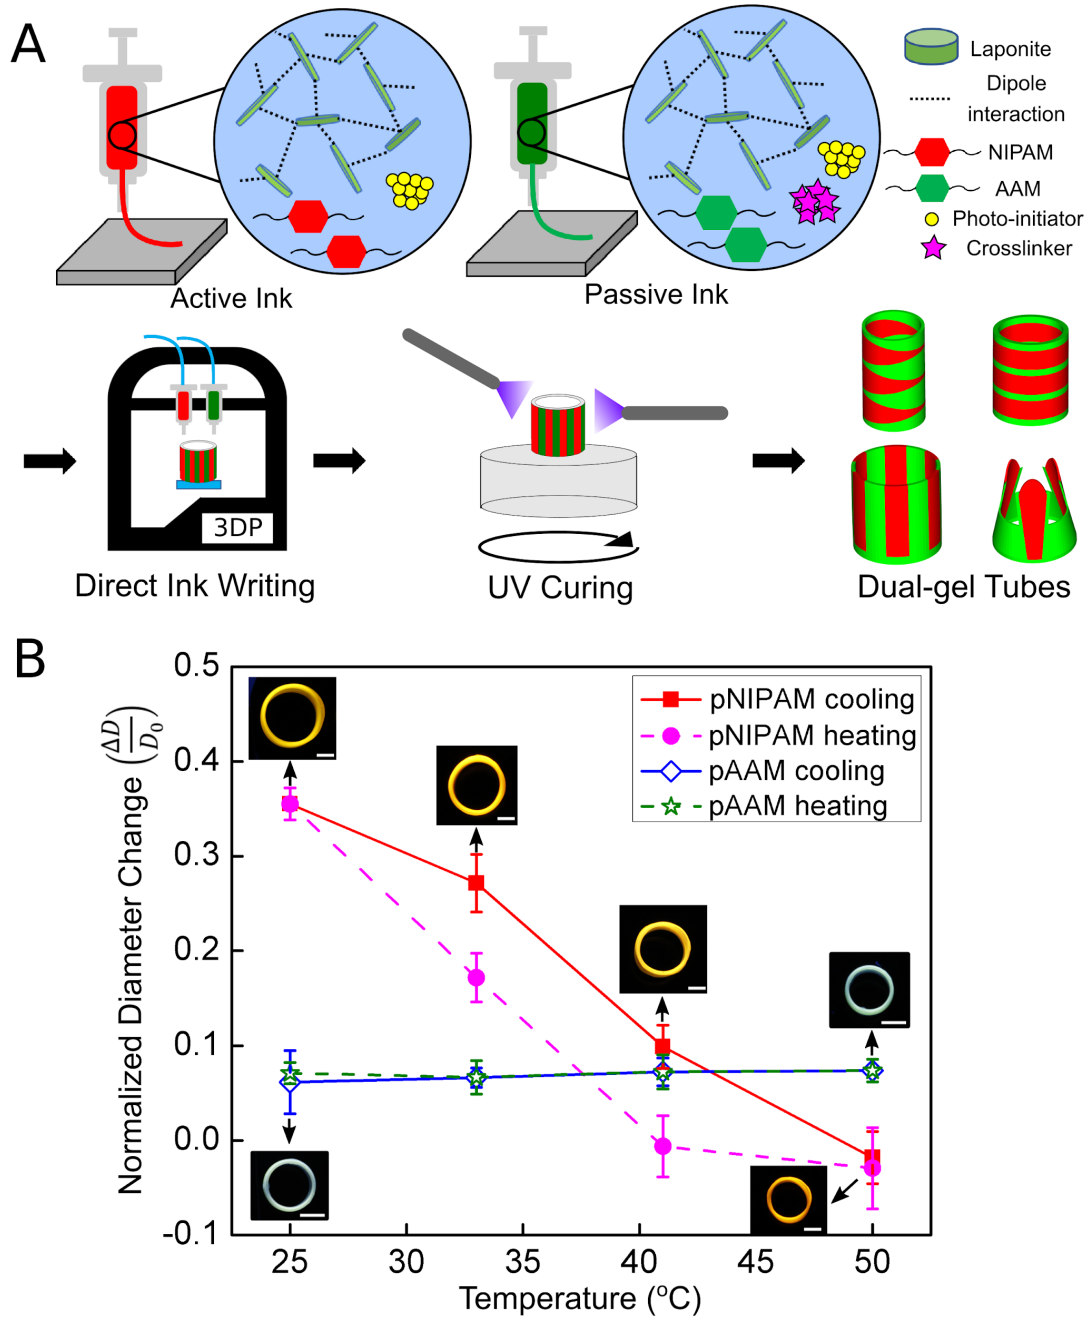 A
Laponite
Dipole
interaction
NIPAM
AAM
Photo-initiator
Crosslinker
Active Ink
Passive Ink
3DP
Direct Ink Writing
UV Curing
Dual-gel Tubes
B
Normalized Diameter Change (ΔD/D₀)
0.5
0.4
0.3
0.2
0.1
0.0
-0.1
pNIPAM cooling
pNIPAM heating
pAAM cooling
pAAM heating
25 30 35 40 45 50
Temperature (°C)